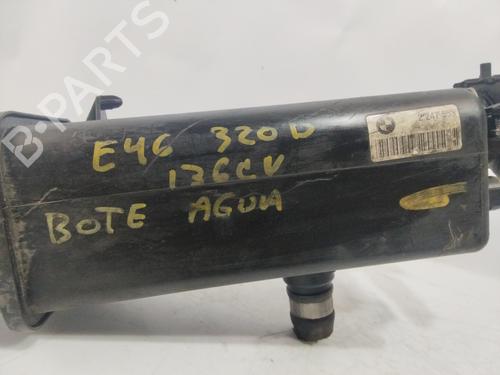 B-PARTS
E46 320D
136CV
BOTE AGUA